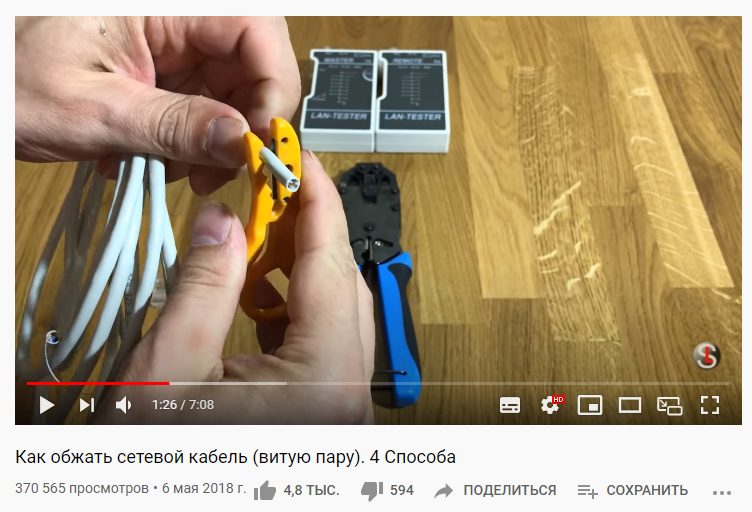 MASTER REMOTE
LAN-TESTER LAN-TESTER
1:26 / 7:08 HD
Как обжать сетевой кабель (витую пару). 4 Способа
370 565 просмотров • 6 мая 2018 г. 4,8 ТЫС. 594 ПОДЕЛИТЬСЯ СОХРАНИТЬ